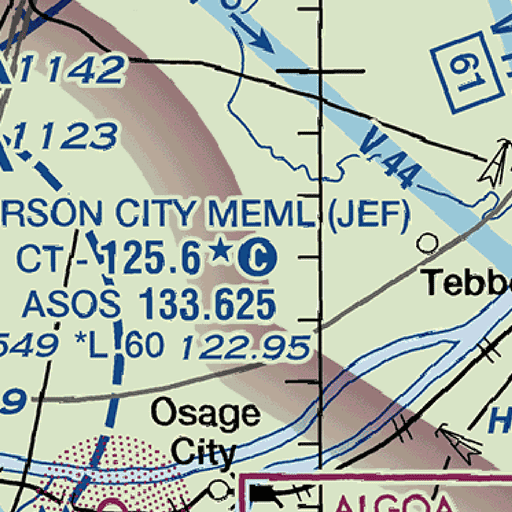 1142
61
1123
V 44
RSON CITY MEML (JEF)
CT - 125.6 ★ C
Tebb
ASOS 133.625
549 *L 60 122.95
9
Osage
City
H
ALGOA